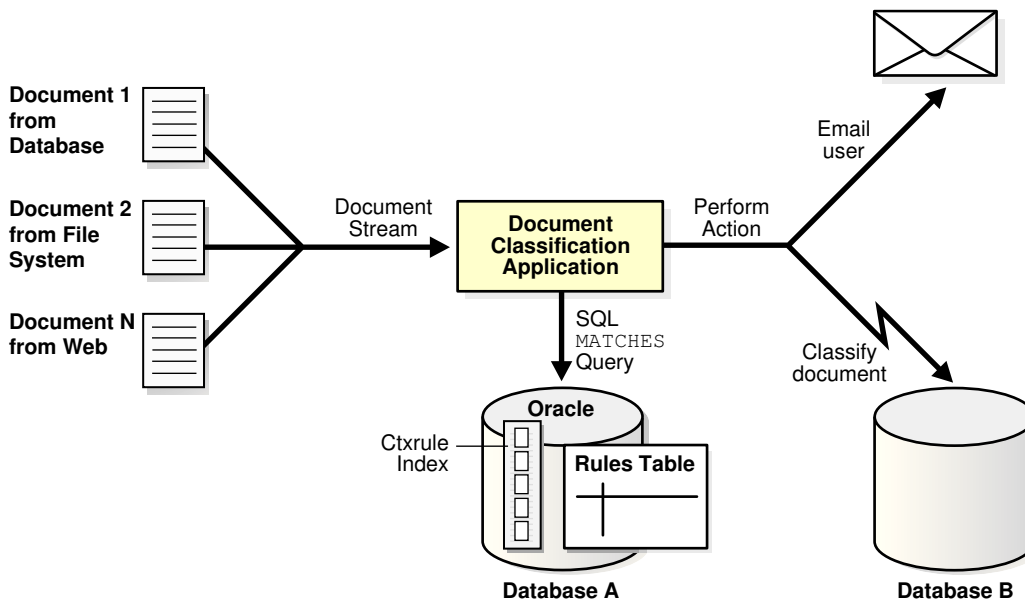 Document 1
from
Database
Document 2
from File
System
Document N
from Web
Document
Stream
Document
Classification
Application
Perform
Action
Email
user
Classify
document
SQL
MATCHES
Query
Oracle
Ctxrule
Index
Rules Table
Database A
Database B